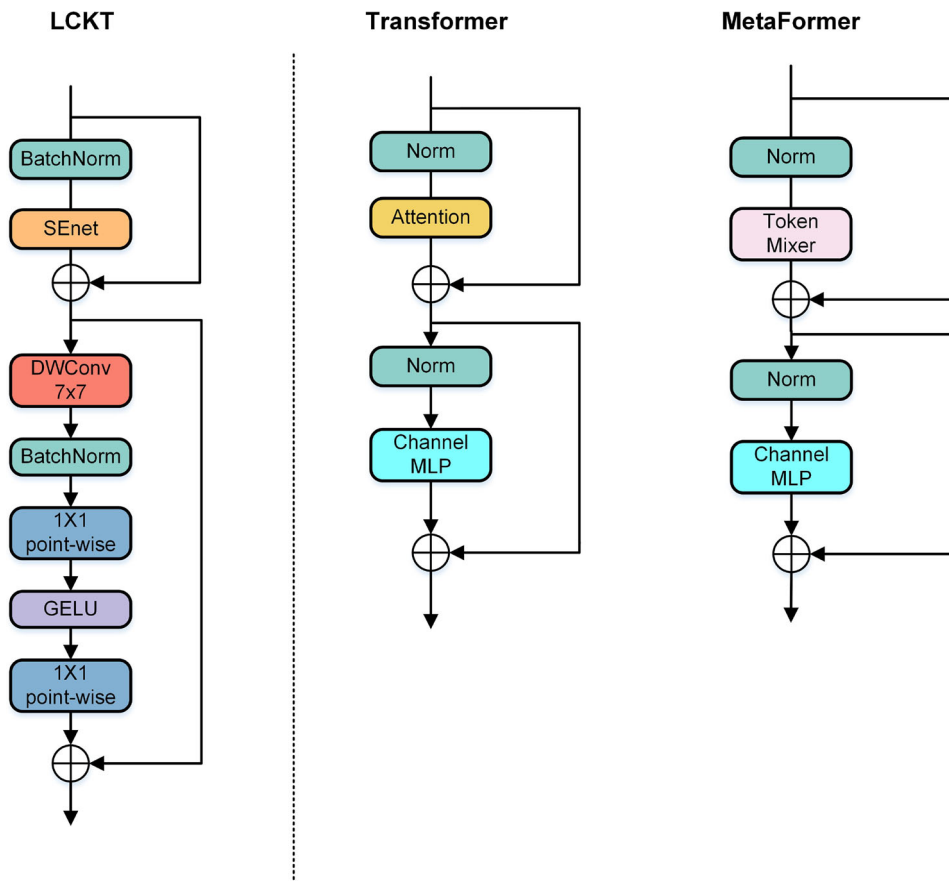 LCKT
BatchNorm
SEnet
DWConv
7x7
BatchNorm
1X1
point-wise
GELU
1X1
point-wise
Transformer
Norm
Attention
Norm
Channel
MLP
MetaFormer
Norm
Token
Mixer
Norm
Channel
MLP